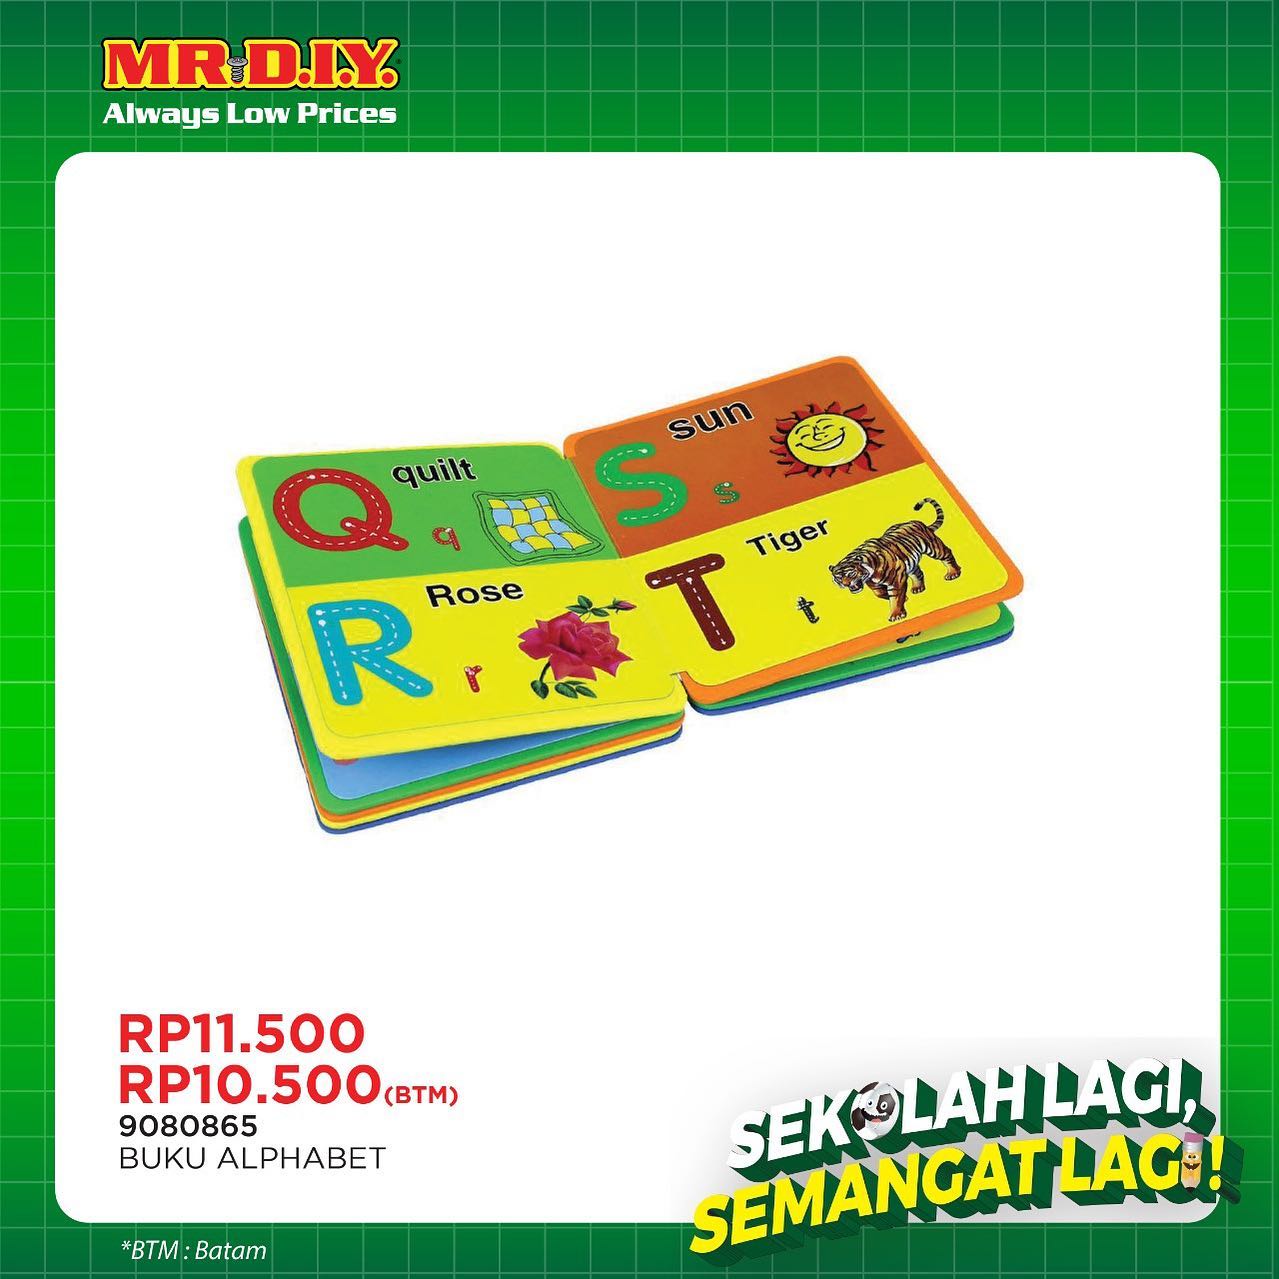 MR.D.I.Y.
Always Low Prices
Q quilt q
R Rose r
S sun s
T Tiger t
RP11.500
RP10.500(BTM)
9080865
BUKU ALPHABET
SEKOLAH LAGI,
SEMANGAT LAGI!
*BTM : Batam